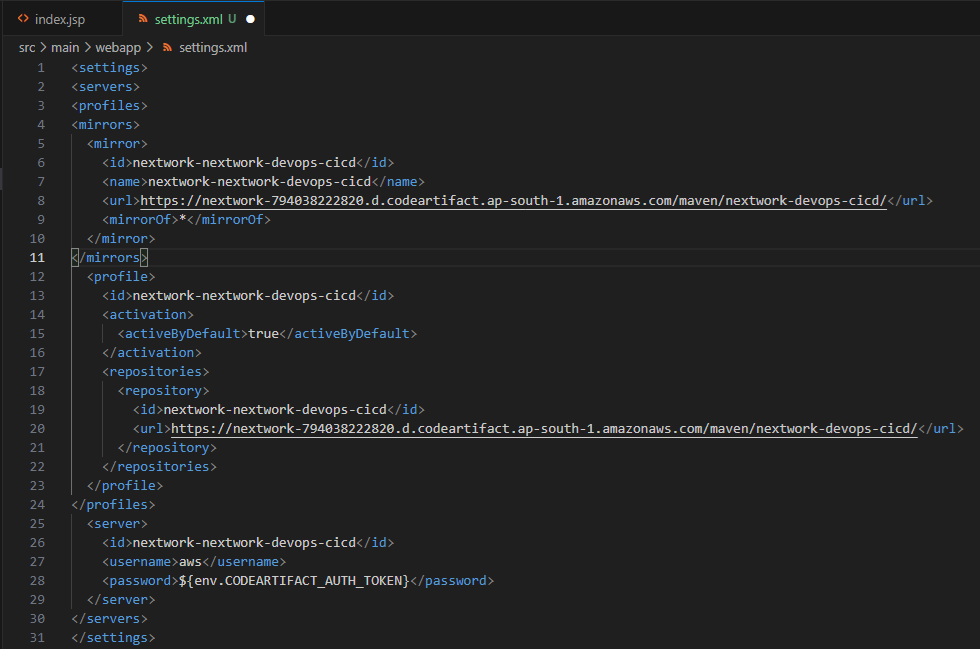 index.jsp
settings.xml U
src > main > webapp > settings.xml
1 <settings>
2 <servers>
3 <profiles>
4 <mirrors>
5 <mirror>
6 <id>nextwork-nextwork-devops-cicd</id>
7 <name>nextwork-nextwork-devops-cicd</name>
8 <url>https://nextwork-794038222820.d.codeartifact.ap-south-1.amazonaws.com/maven/nextwork-devops-cicd/</url>
9 <mirrorOf>*</mirrorOf>
10 </mirror>
11 </mirrors>
12 <profile>
13 <id>nextwork-nextwork-devops-cicd</id>
14 <activation>
15 <activeByDefault>true</activeByDefault>
16 </activation>
17 <repositories>
18 <repository>
19 <id>nextwork-nextwork-devops-cicd</id>
20 <url>https://nextwork-794038222820.d.codeartifact.ap-south-1.amazonaws.com/maven/nextwork-devops-cicd/</url>
21 </repository>
22 </repositories>
23 </profile>
24 </profiles>
25 <server>
26 <id>nextwork-nextwork-devops-cicd</id>
27 <username>aws</username>
28 <password>${env.CODEARTIFACT_AUTH_TOKEN}</password>
29 </server>
30 </servers>
31 </settings>